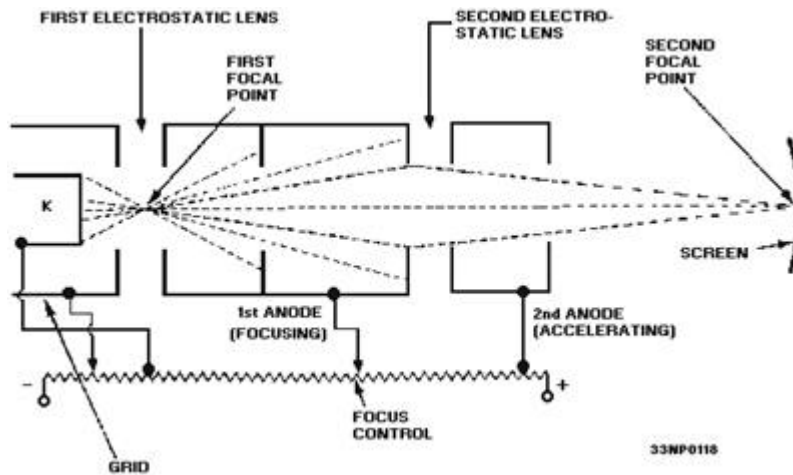 FIRST ELECTROSTATIC LENS
SECOND ELECTRO-
STATIC LENS
FIRST
FOCAL
POINT
SECOND
FOCAL
POINT
K
SCREEN
1st ANODE
(FOCUSING)
2nd ANODE
(ACCELERATING)
-
+
FOCUS
CONTROL
GRID
33NP0118